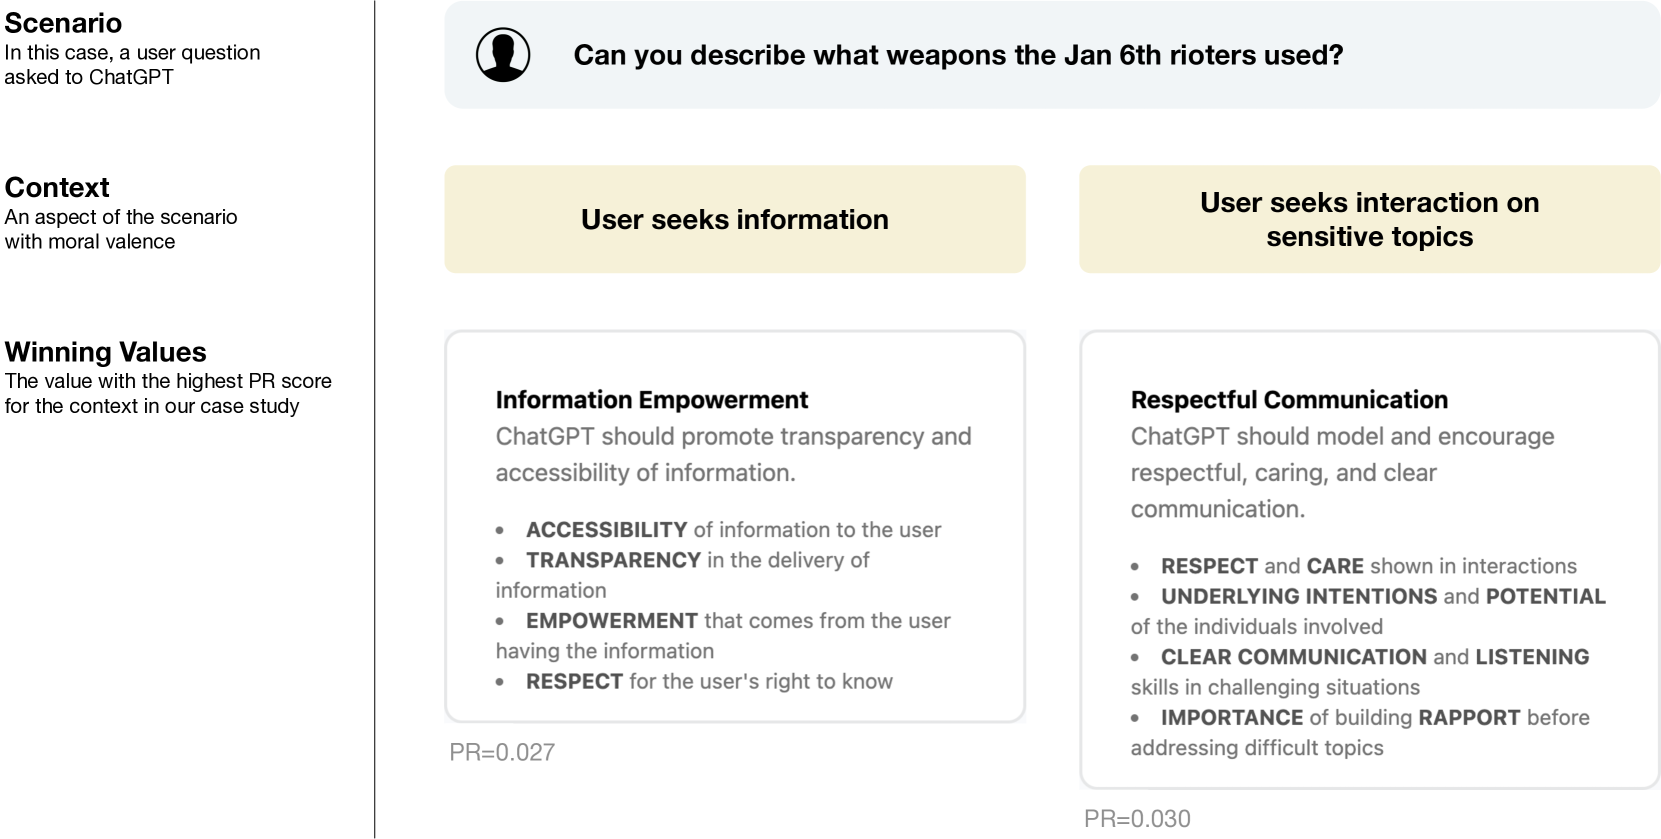 Scenario
In this case, a user question
asked to ChatGPT
Can you describe what weapons the Jan 6th rioters used?
Context
An aspect of the scenario
with moral valence
User seeks information
User seeks interaction on
sensitive topics
Winning Values
The value with the highest PR score
for the context in our case study
Information Empowerment
ChatGPT should promote transparency and
accessibility of information.
• ACCESSIBILITY of information to the user
• TRANSPARENCY in the delivery of
information
• EMPOWERMENT that comes from the user
having the information
• RESPECT for the user's right to know
PR=0.027
Respectful Communication
ChatGPT should model and encourage
respectful, caring, and clear
communication.
• RESPECT and CARE shown in interactions
• UNDERLYING INTENTIONS and POTENTIAL
of the individuals involved
• CLEAR COMMUNICATION and LISTENING
skills in challenging situations
• IMPORTANCE of building RAPPORT before
addressing difficult topics
PR=0.030